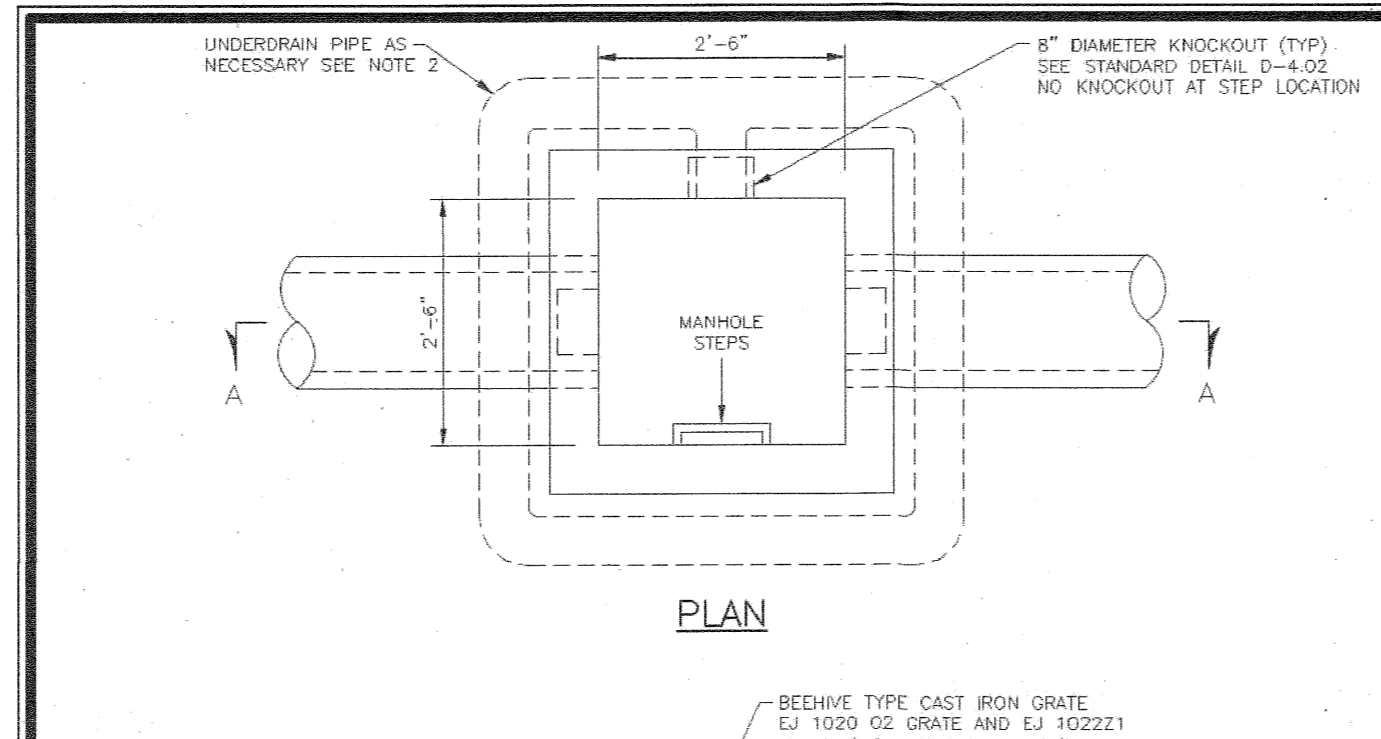 UNDERDRAIN PIPE AS
NECESSARY SEE NOTE 2
2'-6"
8" DIAMETER KNOCKOUT (TYP)
SEE STANDARD DETAIL D-4.02
NO KNOCKOUT AT STEP LOCATION
2'-6"
MANHOLE
STEPS
A
A
PLAN
BEEHIVE TYPE CAST IRON GRATE
EJ 1020 02 GRATE AND EJ 1022Z1